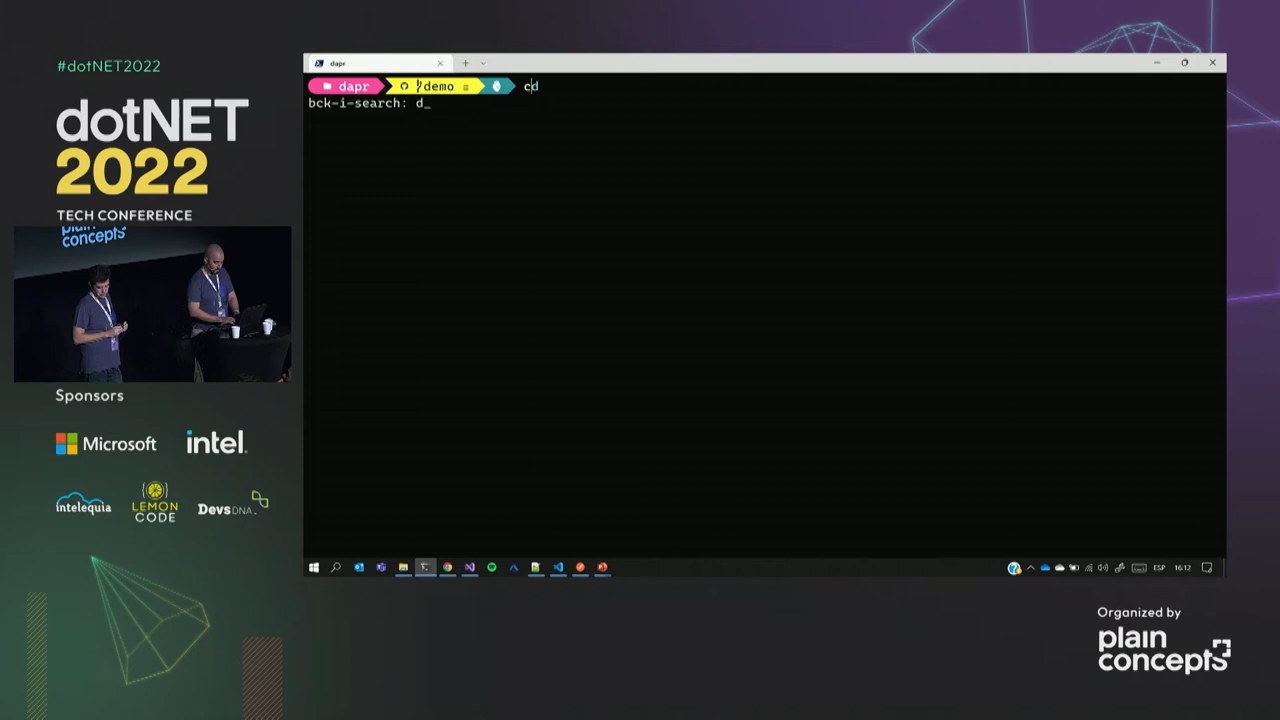 #dotNET2022
dotNET
2022
TECH CONFERENCE
plain
concepts
Sponsors
Microsoft
intel.
intelequia
LEMON
CODE
DevsDNA
dapr
dapr
demo
cd
bck-i-search: d_
ESP
16:12
Organized by
plain
concepts